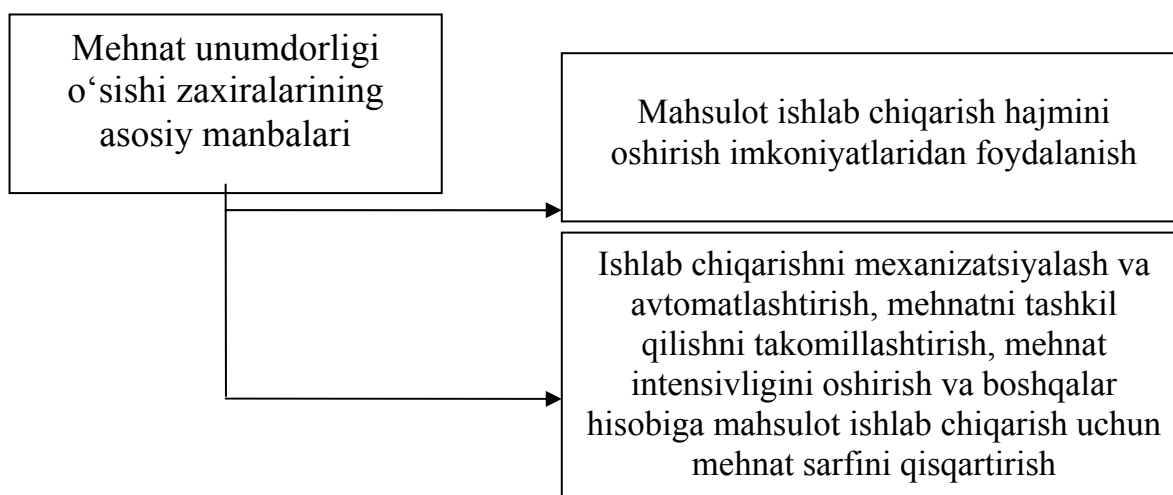 Mehnat unumdorligi
o‘sishi zaxiralarining
asosiy manbalari
Mahsulot ishlab chiqarish hajmini
oshirish imkoniyatlaridan foydalanish
Ishlab chiqarishni mexanizatsiyalash va
avtomatlashtirish, mehnatni tashkil
qilishni takomillashtirish, mehnat
intensivligini oshirish va boshqalar
hisobiga mahsulot ishlab chiqarish uchun
mehnat sarfini qisqartirish